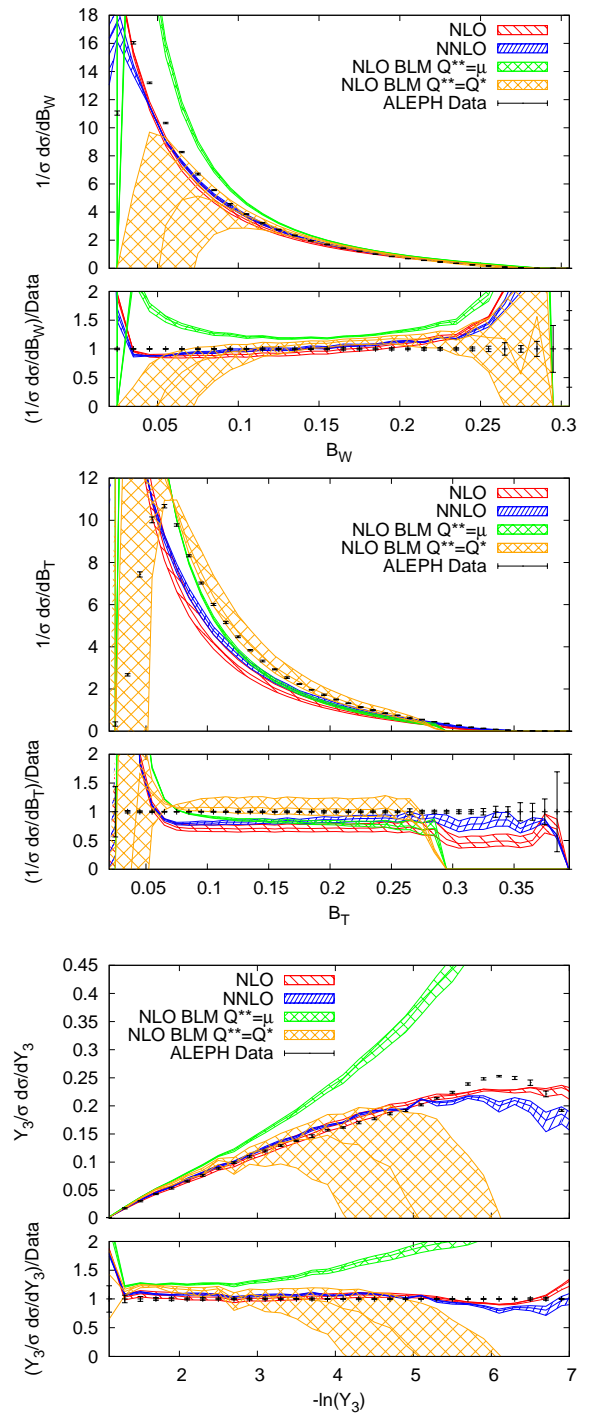 18
16
14
12
10
8
6
4
2
0
1/σ dσ/dB_W
NLO
NNLO
NLO BLM Q**=μ
NLO BLM Q**=Q*
ALEPH Data
2
1.5
1
0.5
0
(1/σ dσ/dB_W)/Data
0.05 0.1 0.15 0.2 0.25 0.3
B_W
12
10
8
6
4
2
0
1/σ dσ/dB_T
NLO
NNLO
NLO BLM Q**=μ
NLO BLM Q**=Q*
ALEPH Data
2
1.5
1
0.5
0
(1/σ dσ/dB_T)/Data
0.05 0.1 0.15 0.2 0.25 0.3 0.35
B_T
0.45
0.4
0.35
0.3
0.25
0.2
0.15
0.1
0.05
0
Y_3/σ dσ/dY_3
NLO
NNLO
NLO BLM Q**=μ
NLO BLM Q**=Q*
ALEPH Data
2
1.5
1
0.5
0
(Y_3/σ dσ/dY_3)/Data
2 3 4 5 6 7
-ln(Y_3)